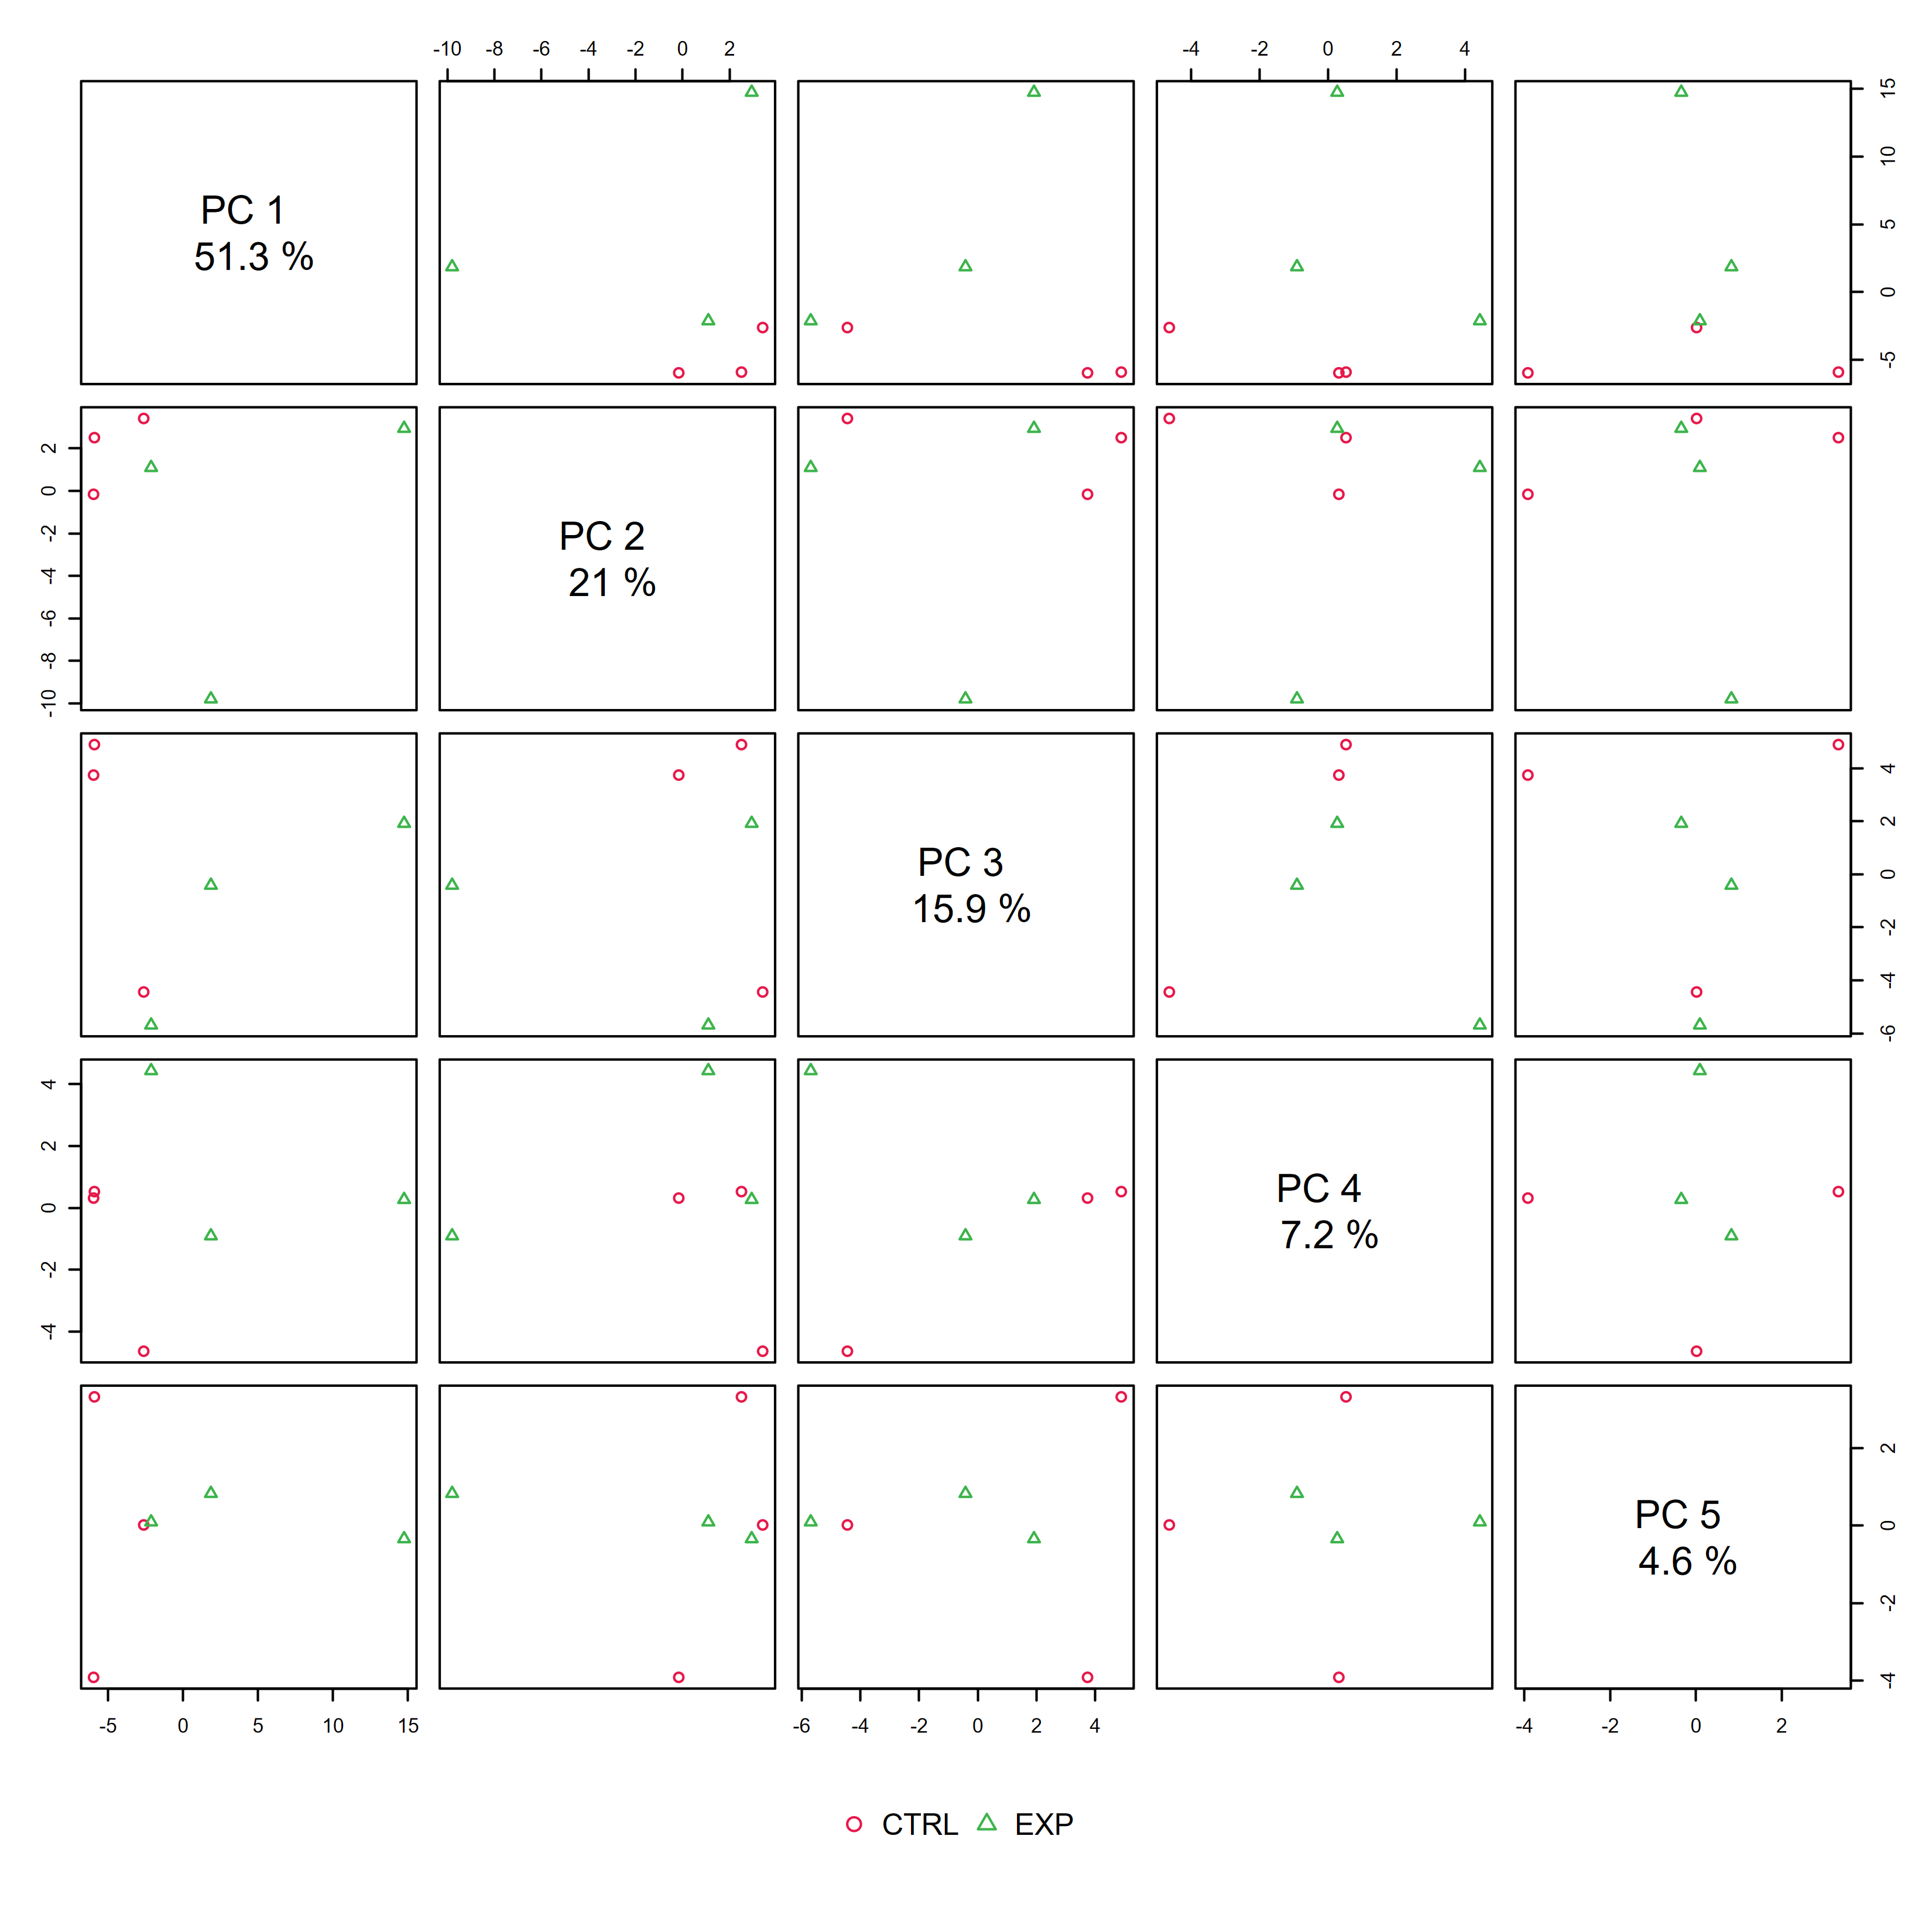 -10 -8 -6 -4 -2 0 2
-4 -2 0 2 4
PC 1
51.3 %
-5 0 5 10 15
2 0 -2 -4 -6 -8 -10
PC 2
21 %
PC 3
15.9 %
4 2 0 -2 -4 -6
4 2 0 -2 -4
PC 4
7.2 %
PC 5
4.6 %
2 0 -2 -4
-5 0 5 10 15
-6 -4 -2 0 2 4
-4 -2 0 2
CTRL EXP